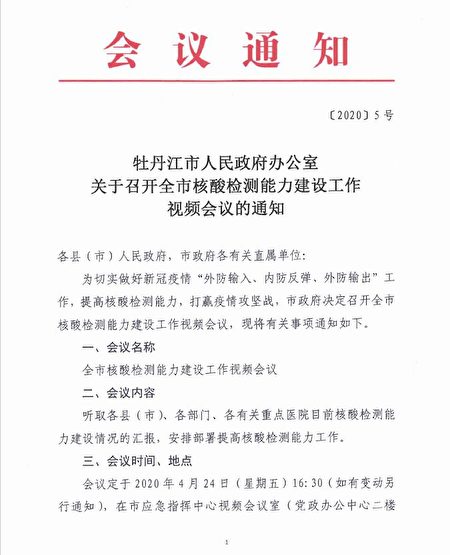 会议通知
〔2020〕5号
牡丹江市人民政府办公室
关于召开全市核酸检测能力建设工作
视频会议的通知
各县（市）人民政府，市政府各有关直属单位：
为切实做好新冠疫情“外防输入、内防反弹、外防输出”工
作，提高核酸检测能力，打赢疫情攻坚战，市政府决定召开全市
核酸检测能力建设工作视频会议，现将有关事项通知如下。
一、会议名称
全市核酸检测能力建设工作视频会议
二、会议内容
听取各县（市）、各部门、各有关重点医院目前核酸检测能
力建设情况的汇报，安排部署提高核酸检测能力工作。
三、会议时间、地点
会议定于2020年4月24日（星期五）16:30（如有变动另
行通知），在市应急指挥中心视频会议室（党政办公中心二楼
1